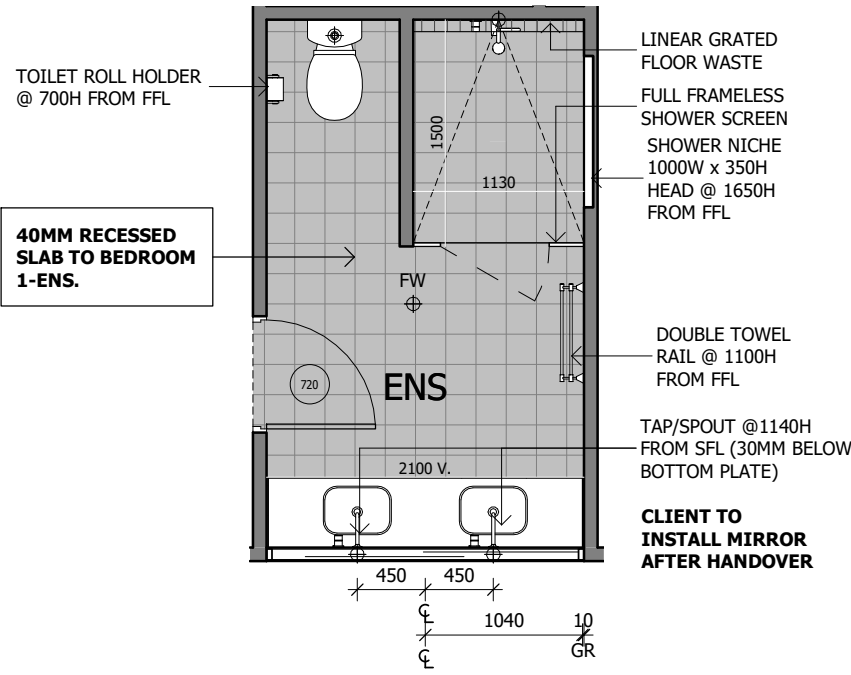 TOILET ROLL HOLDER
@ 700H FROM FFL
40MM RECESSED
SLAB TO BEDROOM
1-ENS.
LINEAR GRATED
FLOOR WASTE
FULL FRAMELESS
SHOWER SCREEN
SHOWER NICHE
1000W x 350H
HEAD @ 1650H
FROM FFL
1500
1130
FW
720
ENS
DOUBLE TOWEL
RAIL @ 1100H
FROM FFL
TAP/SPOUT @1140H
FROM SFL (30MM BELOW
BOTTOM PLATE)
2100 V.
CLIENT TO
INSTALL MIRROR
AFTER HANDOVER
450 450
℄
1040 10
GR
℄